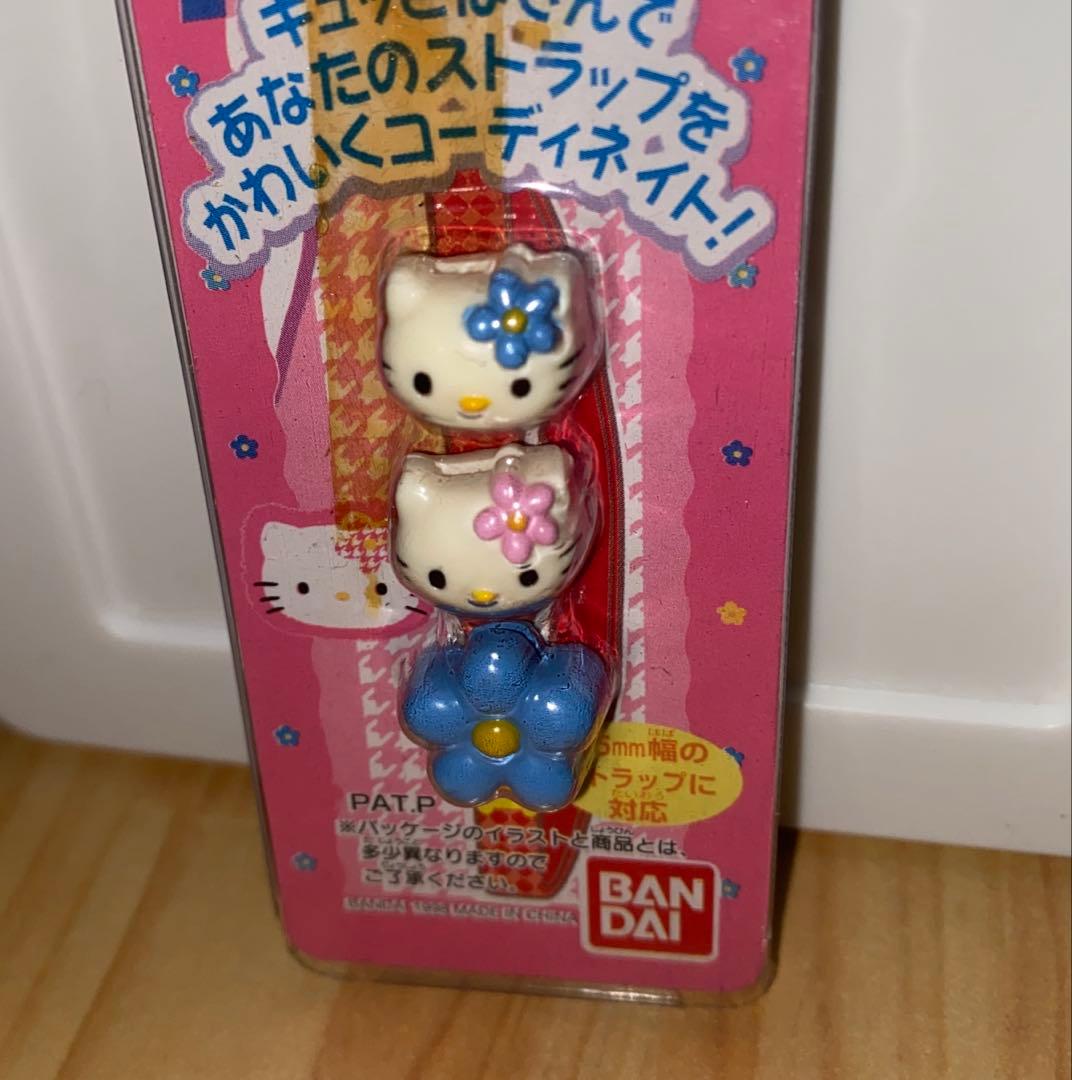 キュッとはさんで
あなたのストラップを
かわいくコーディネイト!
mm幅の
トラップに
対応
PAT.P
※パッケージのイラストと商品とは、
多少異なりますので
ご了承ください。
BANDAI 1998 MADE IN CHINA
BAN
DAI